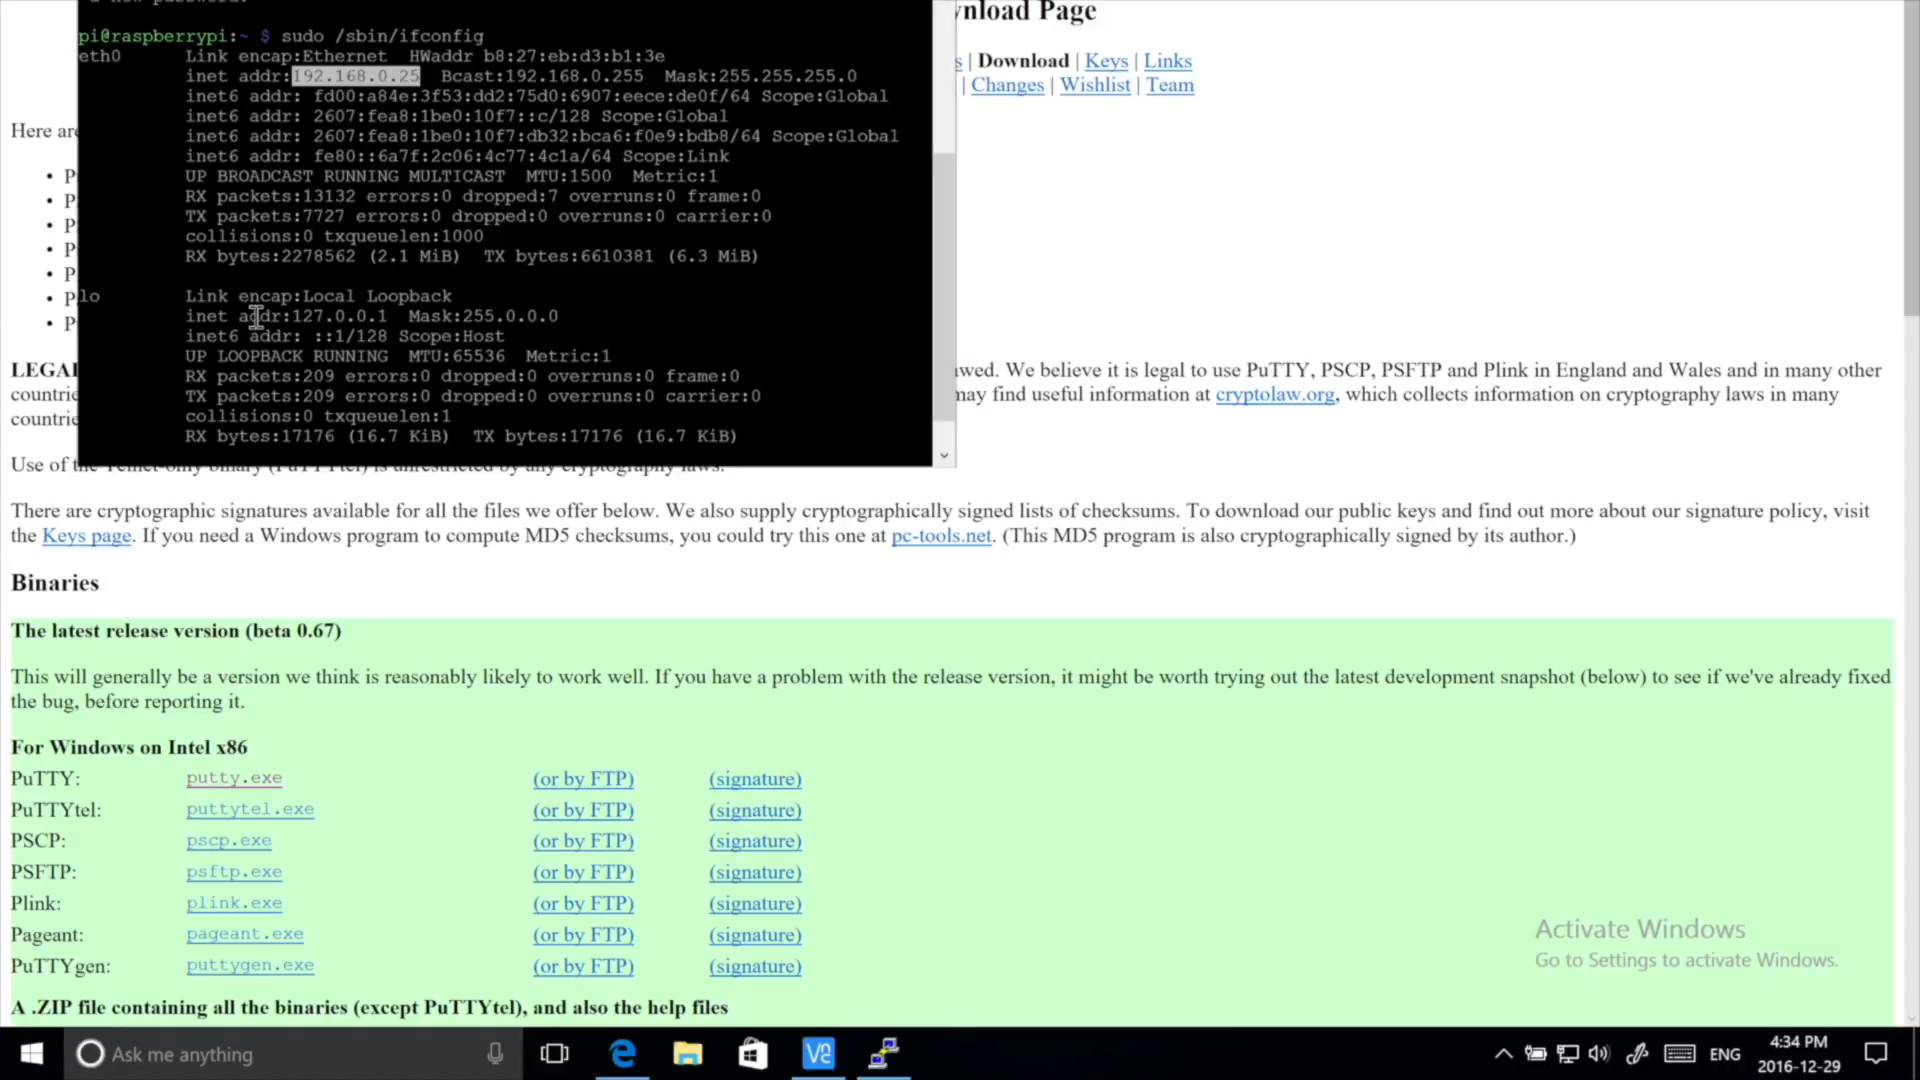 a new password.
pi@raspberrypi:~ $ sudo /sbin/ifconfig
eth0 Link encap:Ethernet HWaddr b8:27:eb:d3:b1:3e
inet addr:192.168.0.25 Bcast:192.168.0.255 Mask:255.255.255.0
inet6 addr: fd00:a84e:3f53:dd2:75d0:6907:eece:de0f/64 Scope:Global
inet6 addr: 2607:fea8:1be0:10f7::c/128 Scope:Global
inet6 addr: 2607:fea8:1be0:10f7:db32:bca6:f0e9:bdb8/64 Scope:Global
inet6 addr: fe80::6a7f:2c06:4c77:4c1a/64 Scope:Link
UP BROADCAST RUNNING MULTICAST MTU:1500 Metric:1
RX packets:13132 errors:0 dropped:7 overruns:0 frame:0
TX packets:7727 errors:0 dropped:0 overruns:0 carrier:0
collisions:0 txqueuelen:1000
RX bytes:2278562 (2.1 MiB) TX bytes:6610381 (6.3 MiB)
lo Link encap:Local Loopback
inet addr:127.0.0.1 Mask:255.0.0.0
inet6 addr: ::1/128 Scope:Host
UP LOOPBACK RUNNING MTU:65536 Metric:1
RX packets:209 errors:0 dropped:0 overruns:0 frame:0
TX packets:209 errors:0 dropped:0 overruns:0 carrier:0
collisions:0 txqueuelen:1
RX bytes:17176 (16.7 KiB) TX bytes:17176 (16.7 KiB)
wnload Page
s | Download | Keys | Links
| Changes | Wishlist | Team
Here are
• P
• P
• P
• P
• P
• P
• P
LEGAL
wed. We believe it is legal to use PuTTY, PSCP, PSFTP and Plink in England and Wales and in many other
countrie may find useful information at cryptolaw.org, which collects information on cryptography laws in many
countrie
Use of the Telnet-only binary (PuTTYtel) is unrestricted by any cryptography laws.
There are cryptographic signatures available for all the files we offer below. We also supply cryptographically signed lists of checksums. To download our public keys and find out more about our signature policy, visit
the Keys page. If you need a Windows program to compute MD5 checksums, you could try this one at pc-tools.net. (This MD5 program is also cryptographically signed by its author.)
Binaries
The latest release version (beta 0.67)
This will generally be a version we think is reasonably likely to work well. If you have a problem with the release version, it might be worth trying out the latest development snapshot (below) to see if we've already fixed
the bug, before reporting it.
For Windows on Intel x86
PuTTY: putty.exe (or by FTP) (signature)
PuTTYtel: puttytel.exe (or by FTP) (signature)
PSCP: pscp.exe (or by FTP) (signature)
PSFTP: psftp.exe (or by FTP) (signature)
Plink: plink.exe (or by FTP) (signature)
Pageant: pageant.exe (or by FTP) (signature)
PuTTYgen: puttygen.exe (or by FTP) (signature)
A .ZIP file containing all the binaries (except PuTTYtel), and also the help files
Activate Windows
Go to Settings to activate Windows.
Ask me anything
V2
ENG
4:34 PM
2016-12-29